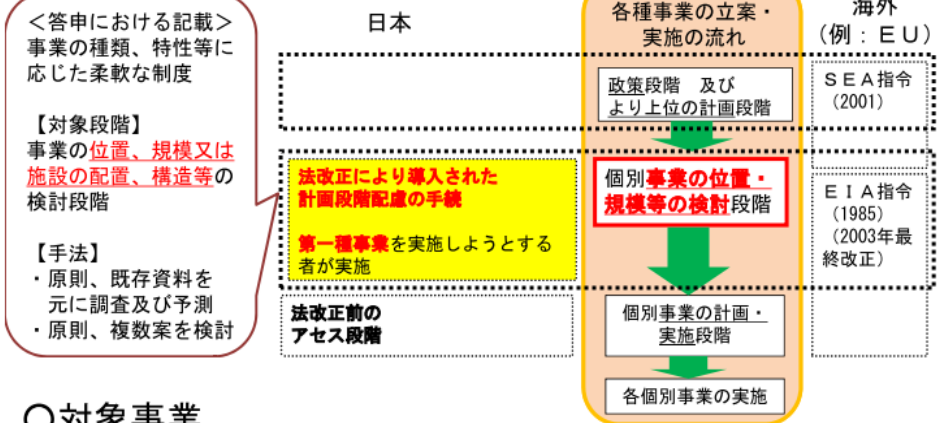 <答申における記載>
事業の種類、特性等に
応じた柔軟な制度
【対象段階】
事業の位置、規模又は
施設の配置、構造等の
検討段階
【手法】
・原則、既存資料を
元に調査及び予測
・原則、複数案を検討
日本
法改正により導入された
計画段階配慮の手続
第一種事業を実施しようとする
者が実施
法改正前の
アセス段階
各種事業の立案・
実施の流れ
政策段階 及び
より上位の計画段階
個別事業の位置・
規模等の検討段階
個別事業の計画・
実施段階
各個別事業の実施
海外
(例:EU)
SEA指令
(2001)
EIA指令
(1985)
(2003年最
終改正)
〇対象事業